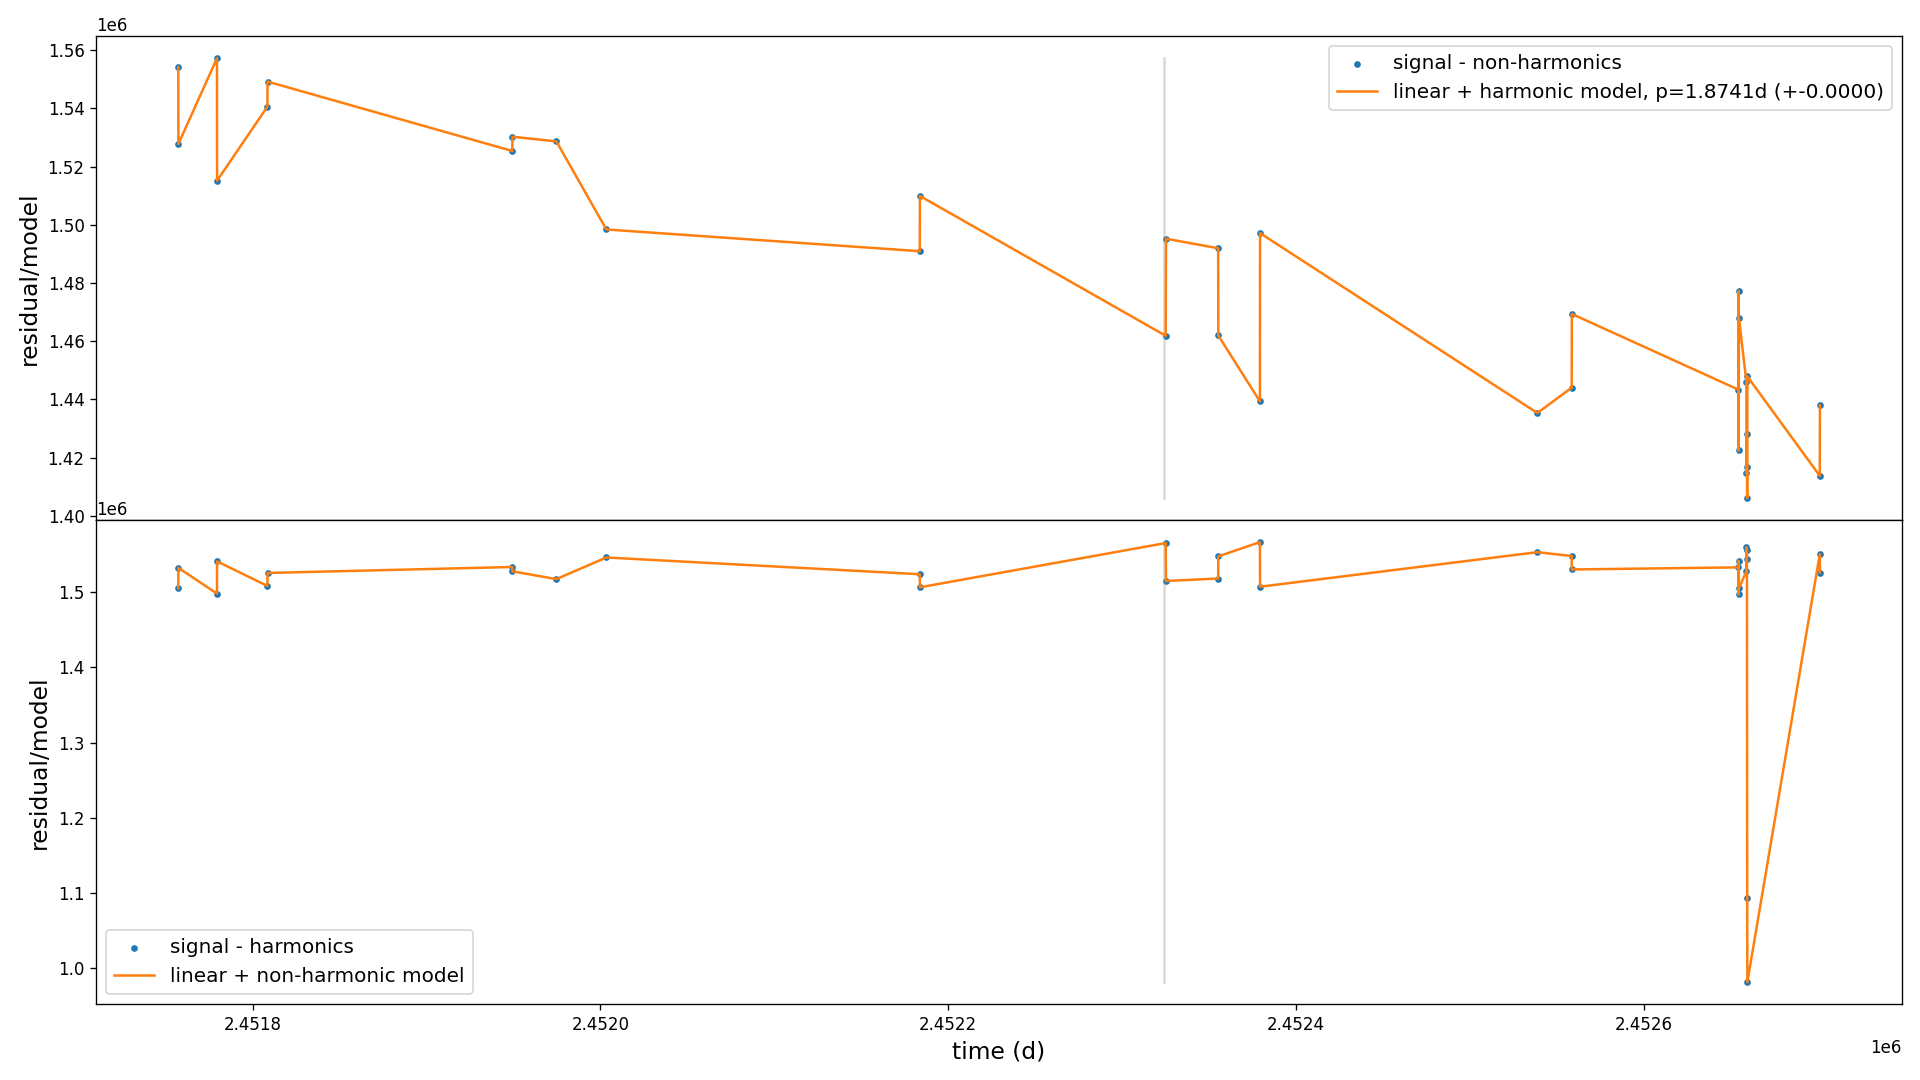 1e6
1.56
1.54
1.52
1.50
1.48
1.46
1.44
1.42
1.40
residual/model
signal - non-harmonics
linear + harmonic model, p=1.8741d (+-0.0000)
1e6
1.5
1.4
1.3
1.2
1.1
1.0
residual/model
signal - harmonics
linear + non-harmonic model
2.4518
2.4520
2.4522
2.4524
2.4526
1e6
time (d)